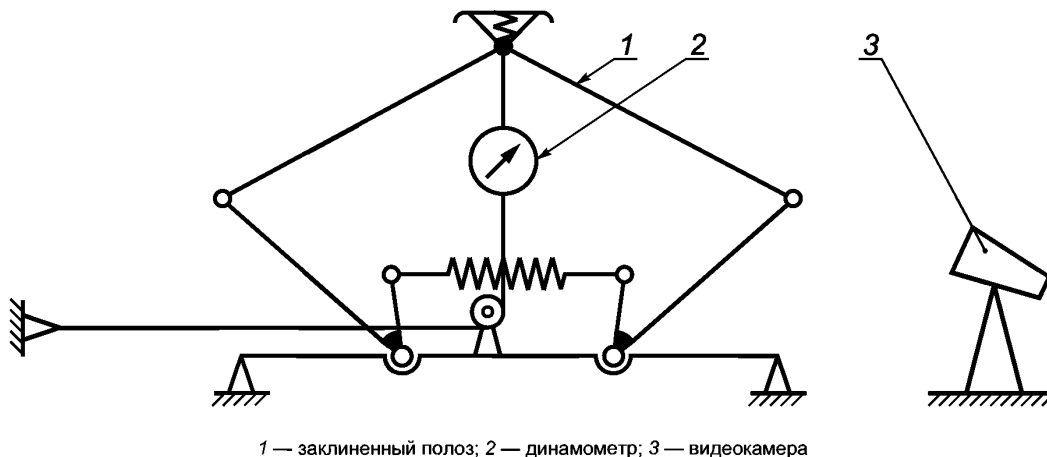 1 2 3
1 — заклиненный полоз; 2 — динамометр; 3 — видеокамера